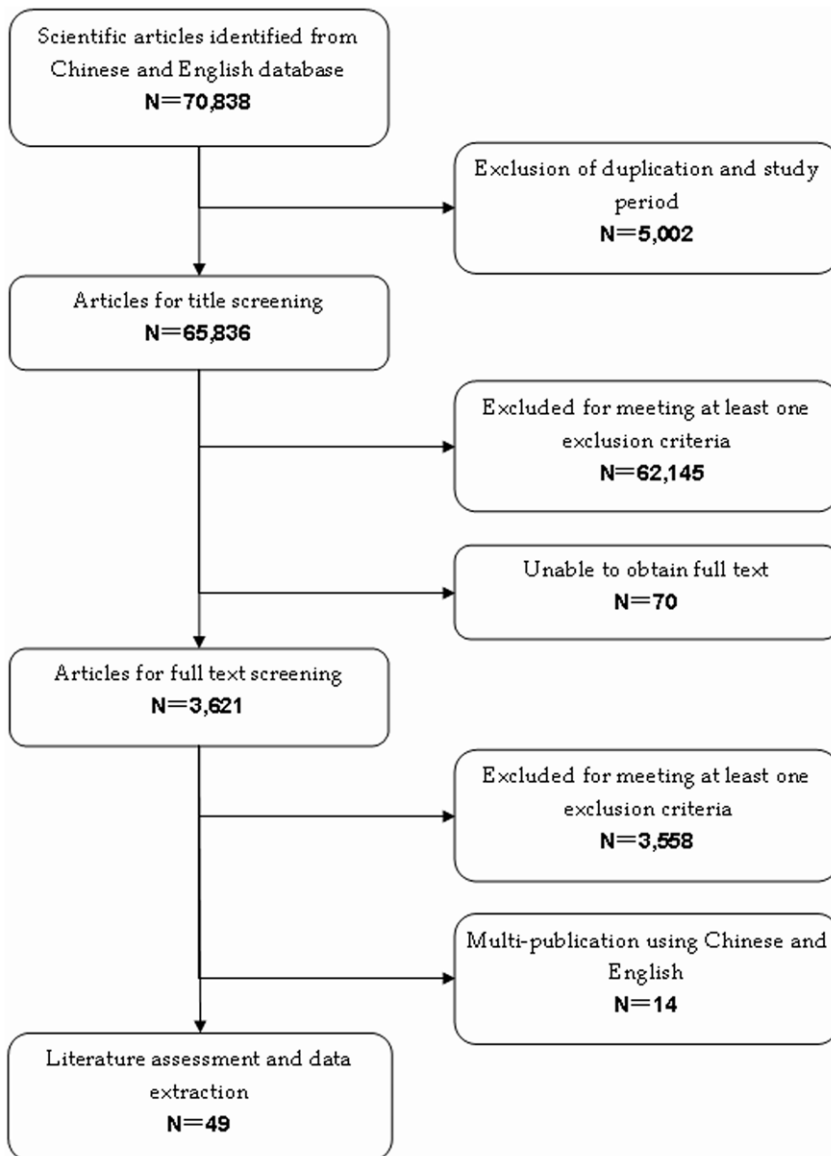 Scientific articles identified from
Chinese and English database
N＝70,838
Exclusion of duplication and study
period
N＝5,002
Articles for title screening
N＝65,836
Excluded for meeting at least one
exclusion criteria
N＝62,145
Unable to obtain full text
N＝70
Articles for full text screening
N＝3,621
Excluded for meeting at least one
exclusion criteria
N＝3,558
Multi-publication using Chinese and
English
N＝14
Literature assessment and data
extraction
N＝49